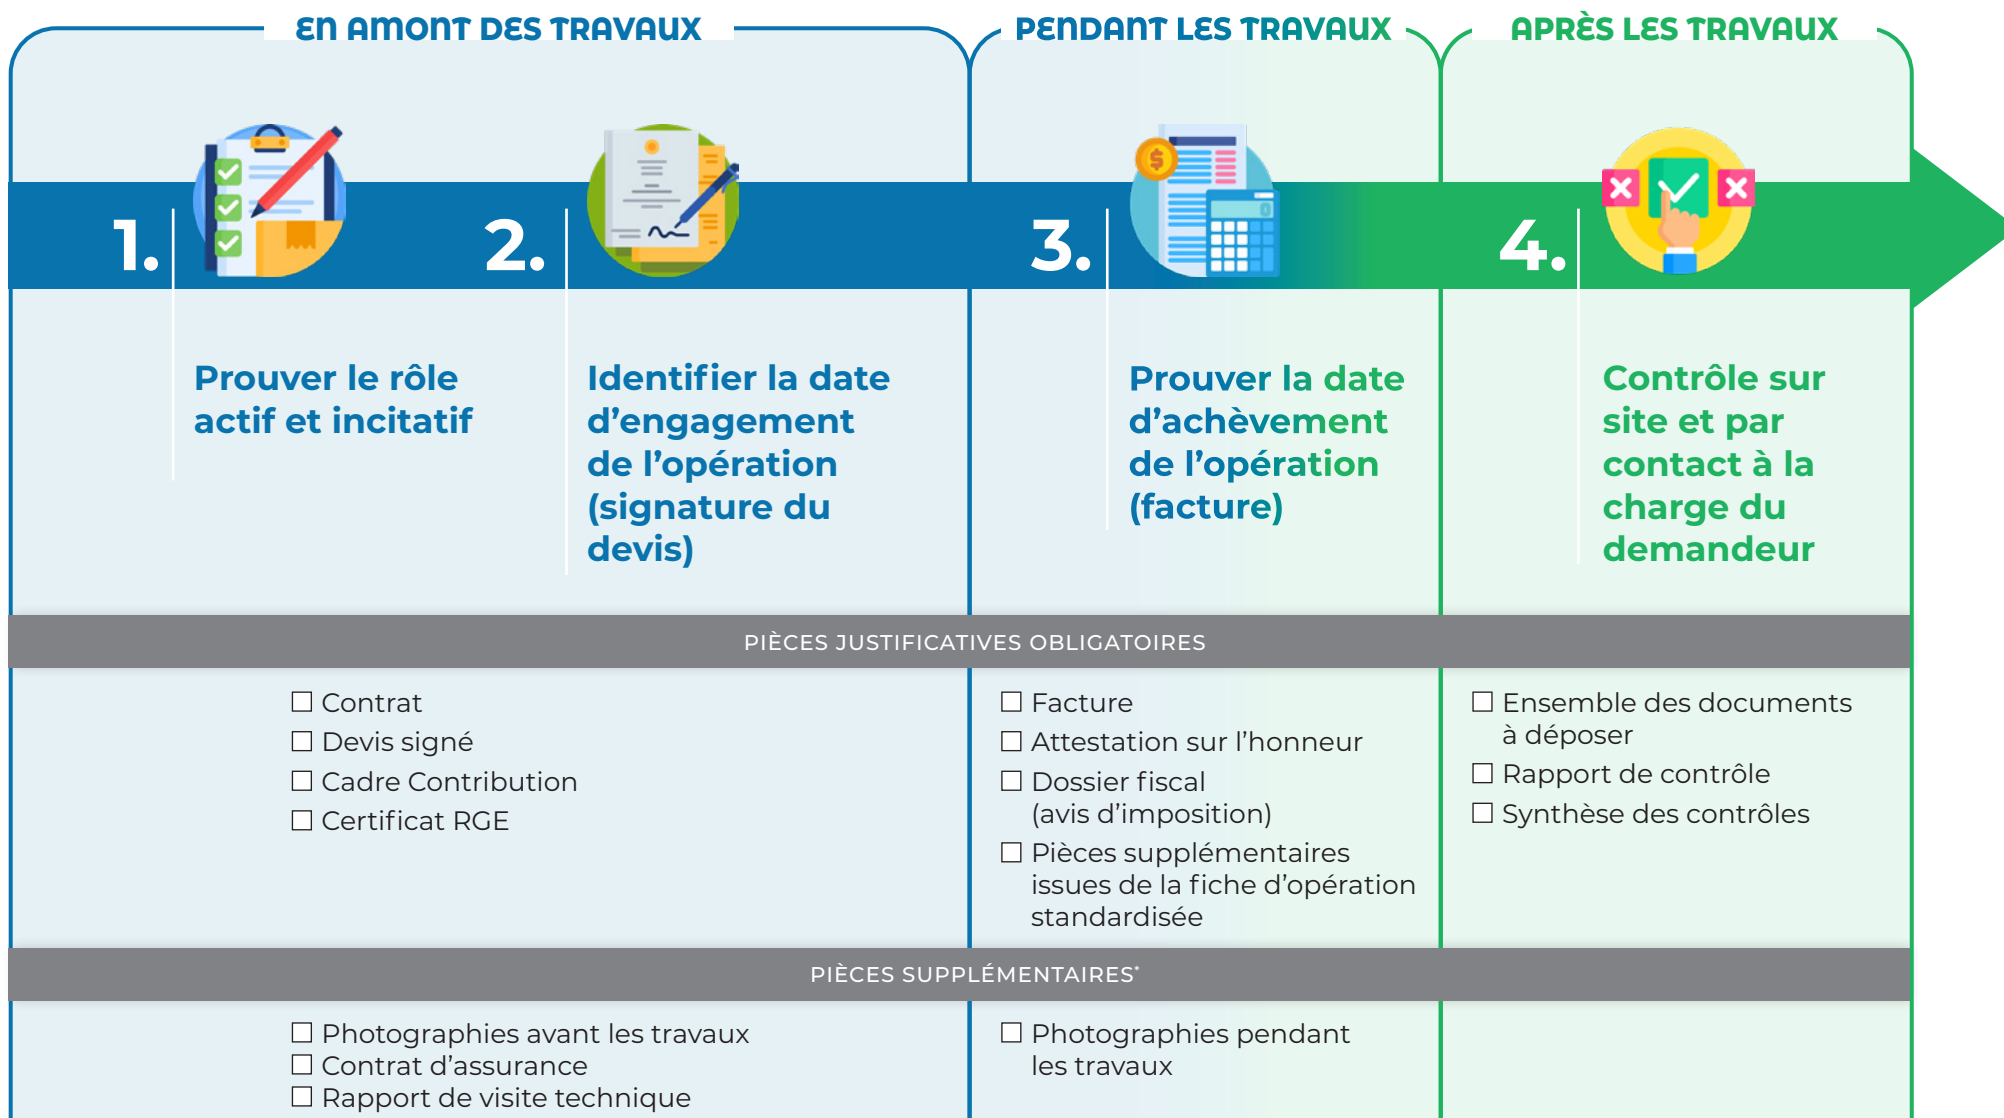 EN AMONT DES TRAVAUX
PENDANT LES TRAVAUX
APRÈS LES TRAVAUX
1.
2.
3.
4.
Prouver le rôle
actif et incitatif
Identifier la date
d’engagement
de l’opération
(signature du
devis)
Prouver la date
d’achèvement
de l’opération
(facture)
Contrôle sur
site et par
contact à la
charge du
demandeur
PIÈCES JUSTIFICATIVES OBLIGATOIRES
Contrat
Devis signé
Cadre Contribution
Certificat RGE
Facture
Attestation sur l’honneur
Dossier fiscal
(avis d’imposition)
Pièces supplémentaires
issues de la fiche d’opération
standardisée
Ensemble des documents
à déposer
Rapport de contrôle
Synthèse des contrôles
PIÈCES SUPPLÉMENTAIRES*
Photographies avant les travaux
Contrat d’assurance
Rapport de visite technique
Photographies pendant
les travaux